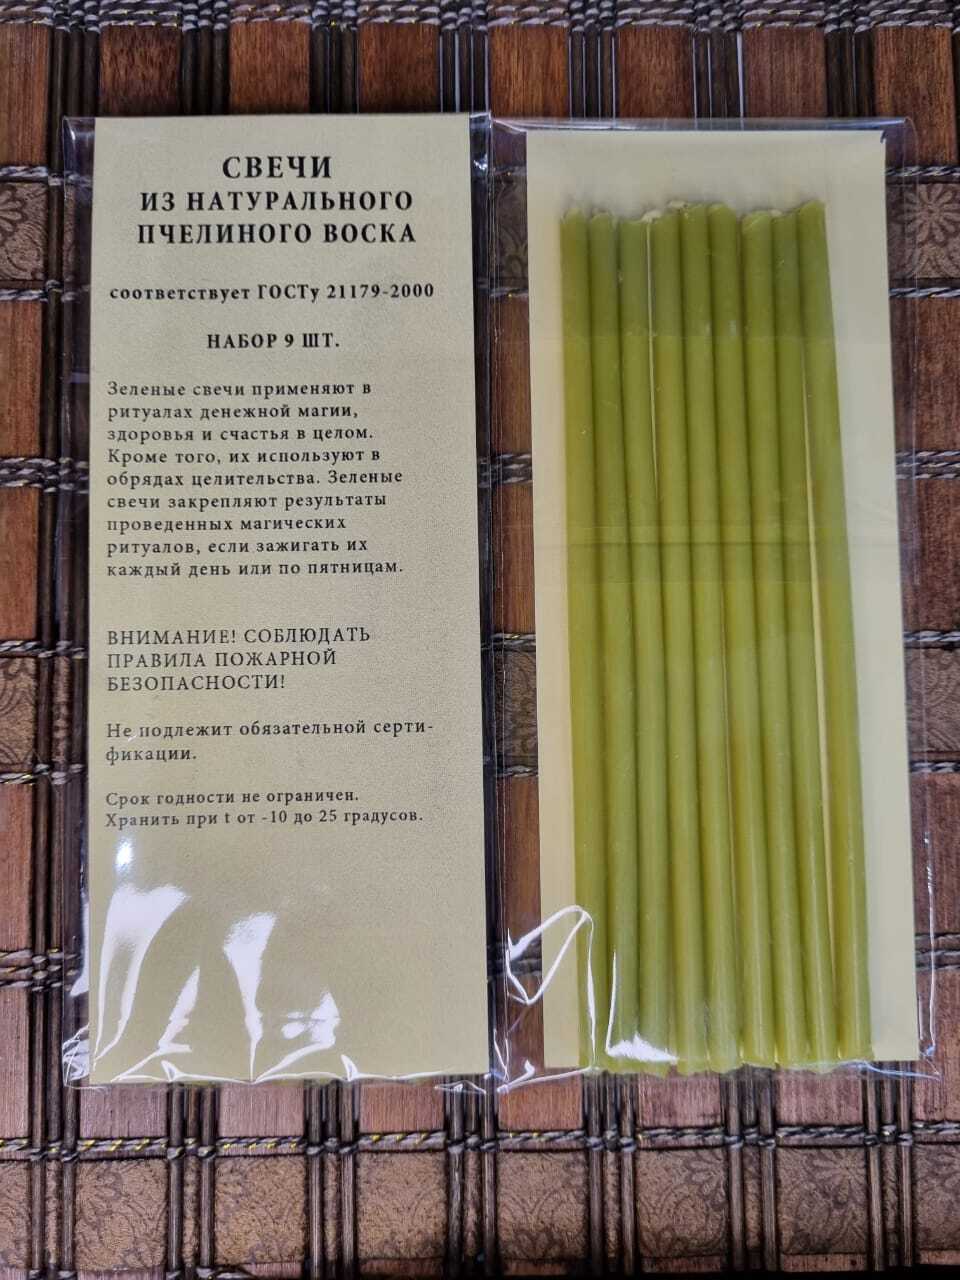 СВЕЧИ
ИЗ НАТУРАЛЬНОГО
ПЧЕЛИНОГО ВОСКА
соответствует ГОСТу 21179-2000
НАБОР 9 ШТ.
Зеленые свечи применяют в
ритуалах денежной магии,
здоровья и счастья в целом.
Кроме того, их используют в
обрядах целительства. Зеленые
свечи закрепляют результаты
проведенных магических
ритуалов, если зажигать их
каждый день или по пятницам.
ВНИМАНИЕ! СОБЛЮДАТЬ
ПРАВИЛА ПОЖАРНОЙ
БЕЗОПАСНОСТИ!
Не подлежит обязательной серти-
фикации.
Срок годности не ограничен.
Хранить при t от -10 до 25 градусов.